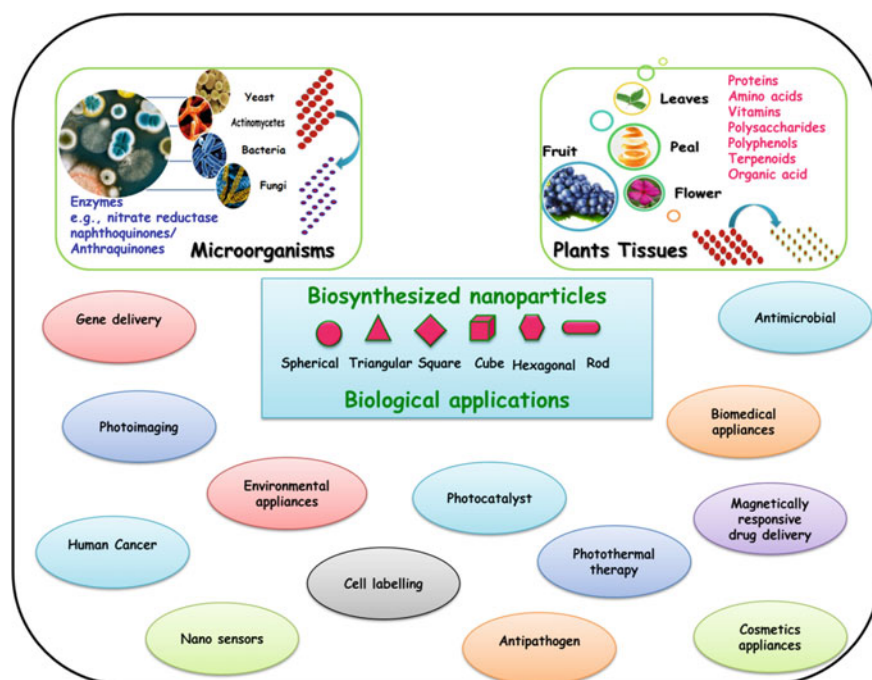 Yeast
Actinomycetes
Bacteria
Fungi
Enzymes
e.g., nitrate reductase
naphthoquinones/
Anthraquinones
Microorganisms
Leaves
Peal
Fruit
Flower
Proteins
Amino acids
Vitamins
Polysaccharides
Polyphenols
Terpenoids
Organic acid
Plants Tissues
Biosynthesized nanoparticles
Spherical Triangular Square Cube Hexagonal Rod
Biological applications
Gene delivery
Antimicrobial
Photoimaging
Biomedical
appliances
Environmental
appliances
Photocatalyst
Magnetically
responsive
drug delivery
Human Cancer
Cell labelling
Photothermal
therapy
Nano sensors
Antipathogen
Cosmetics
appliances